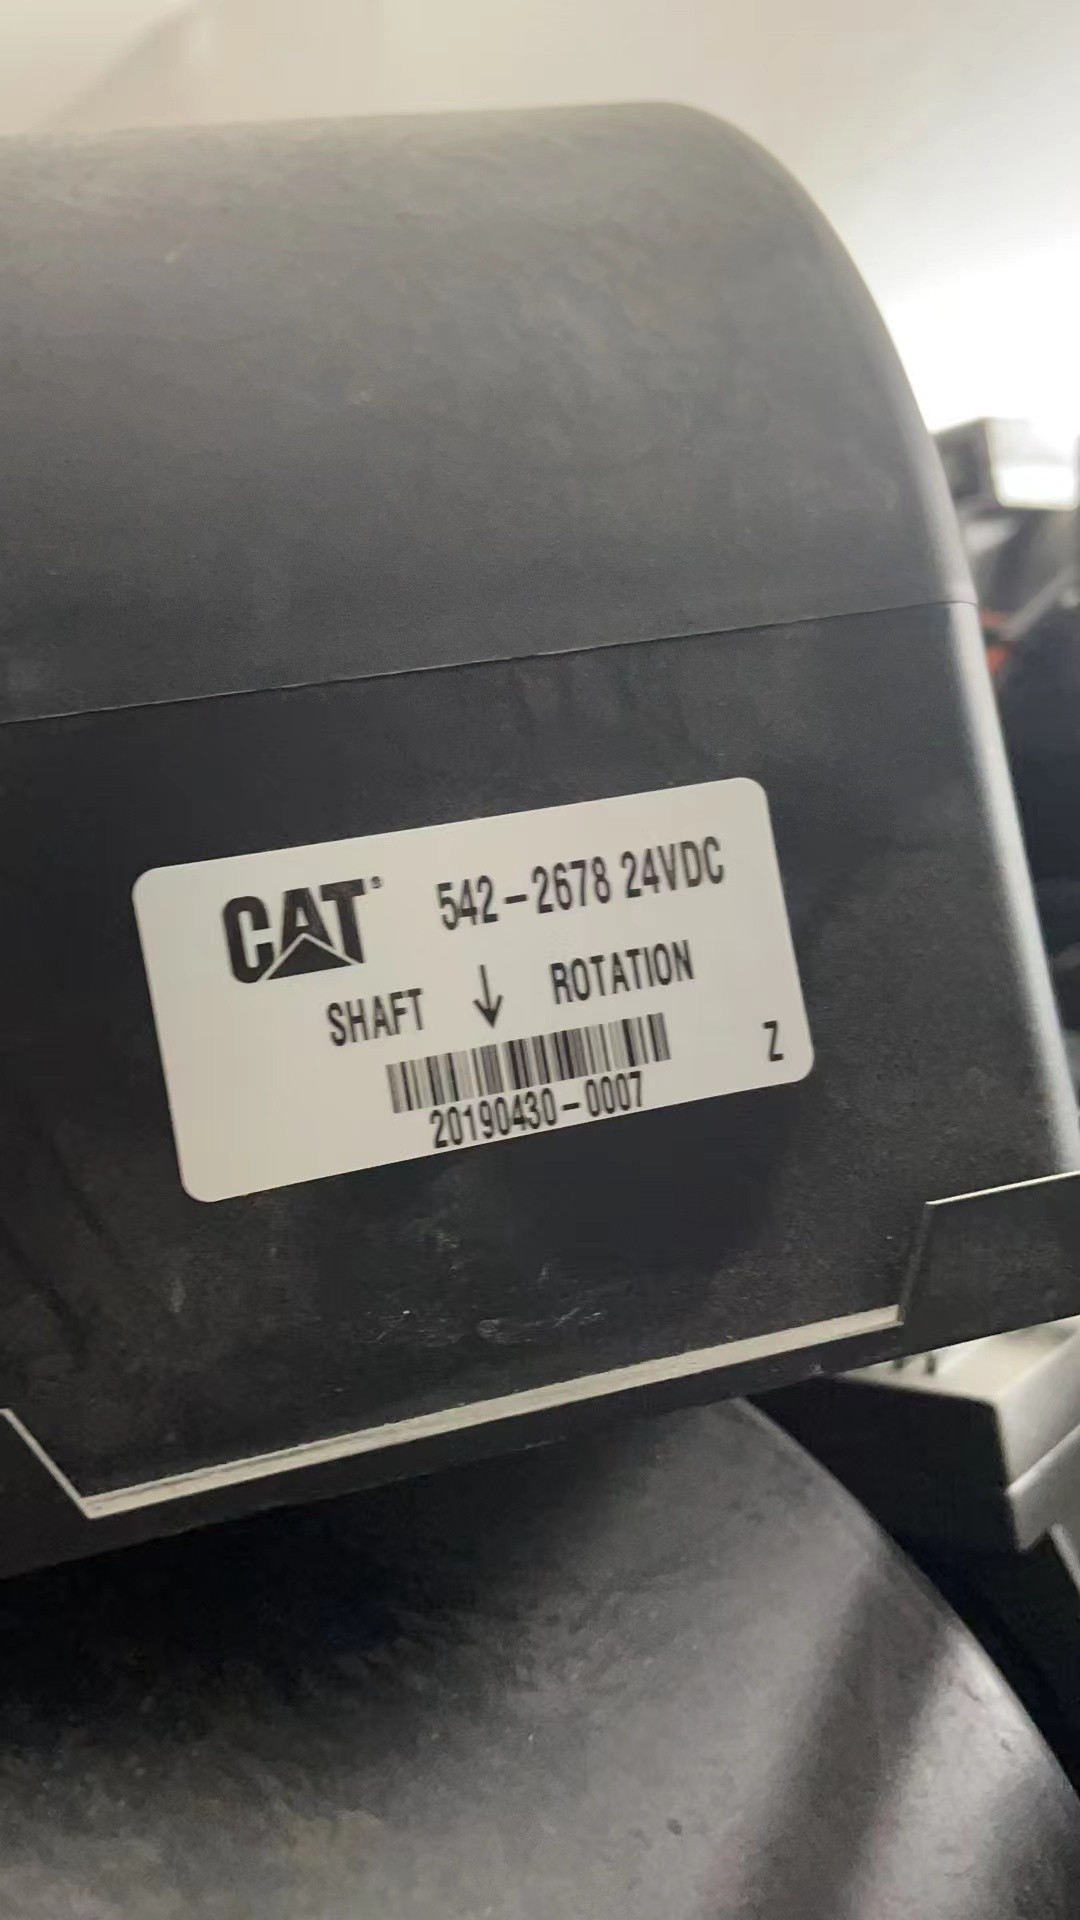 CAT® 542-2678 24VDC
SHAFT ↓ ROTATION
Z
20190430-0007